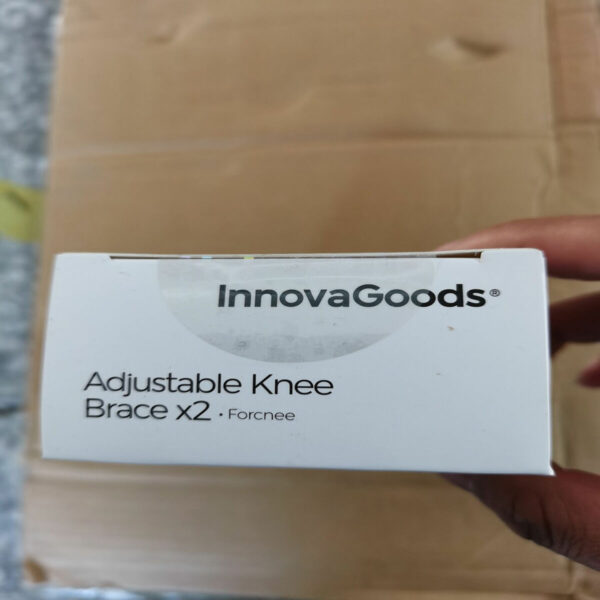 InnovaGoods®
Adjustable Knee
Brace x2 · Forcnee